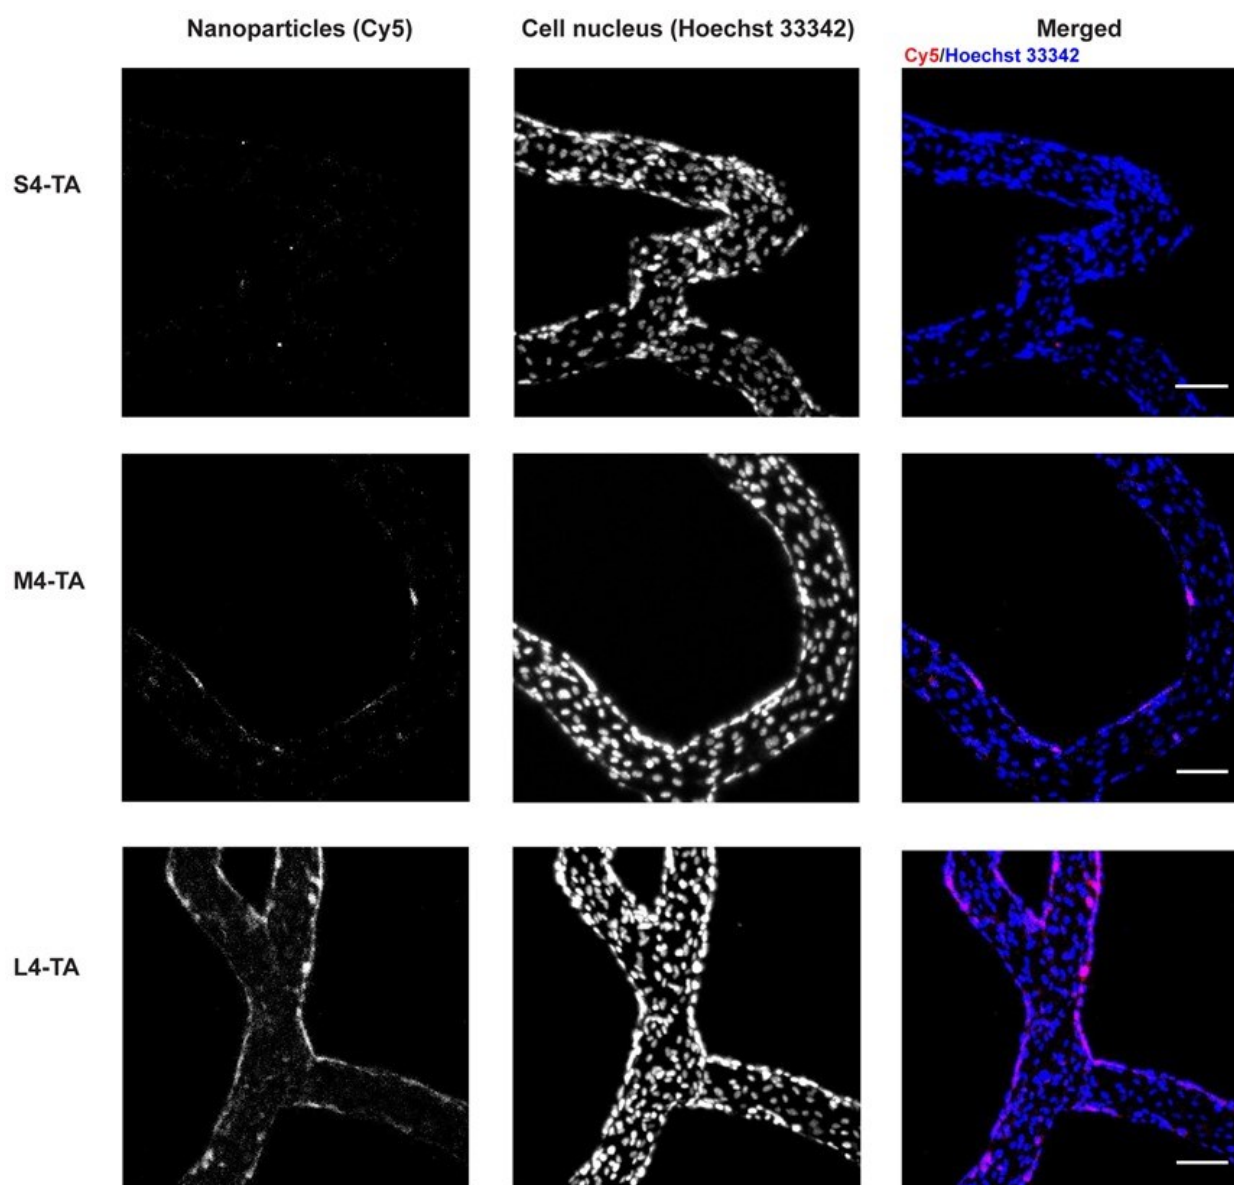 Nanoparticles (Cy5)
Cell nucleus (Hoechst 33342)
Merged
Cy5/Hoechst 33342
S4-TA
M4-TA
L4-TA